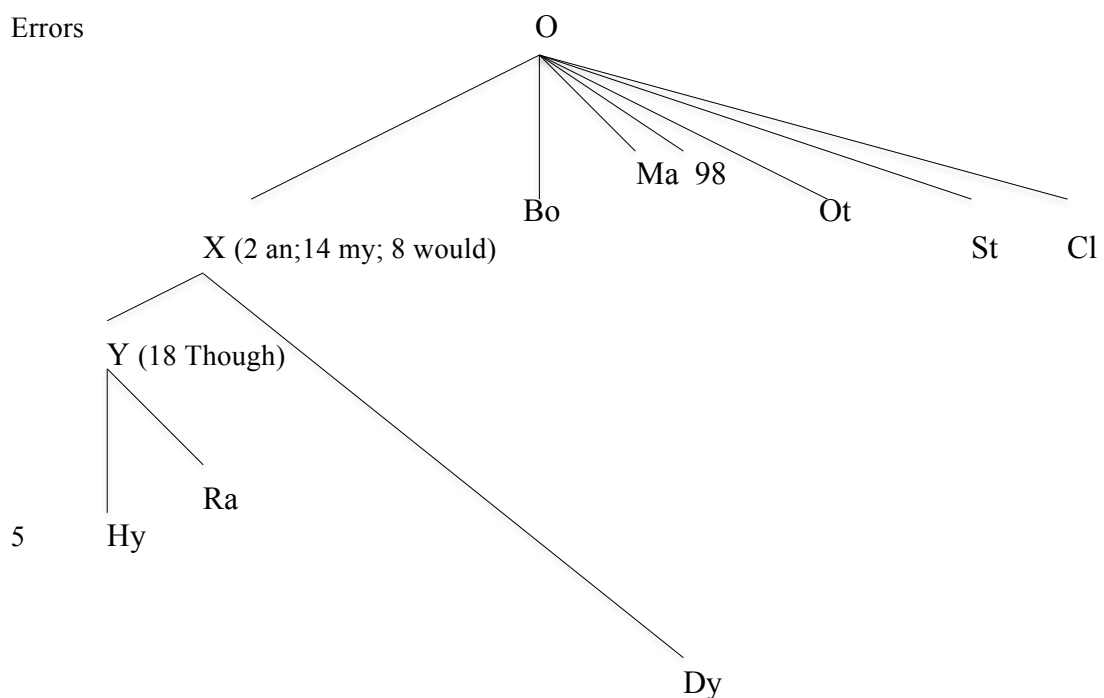 Errors O
Ma 98
Bo Ot
X (2 an;14 my; 8 would) St Cl
Y (18 Though)
Ra
5 Hy
Dy